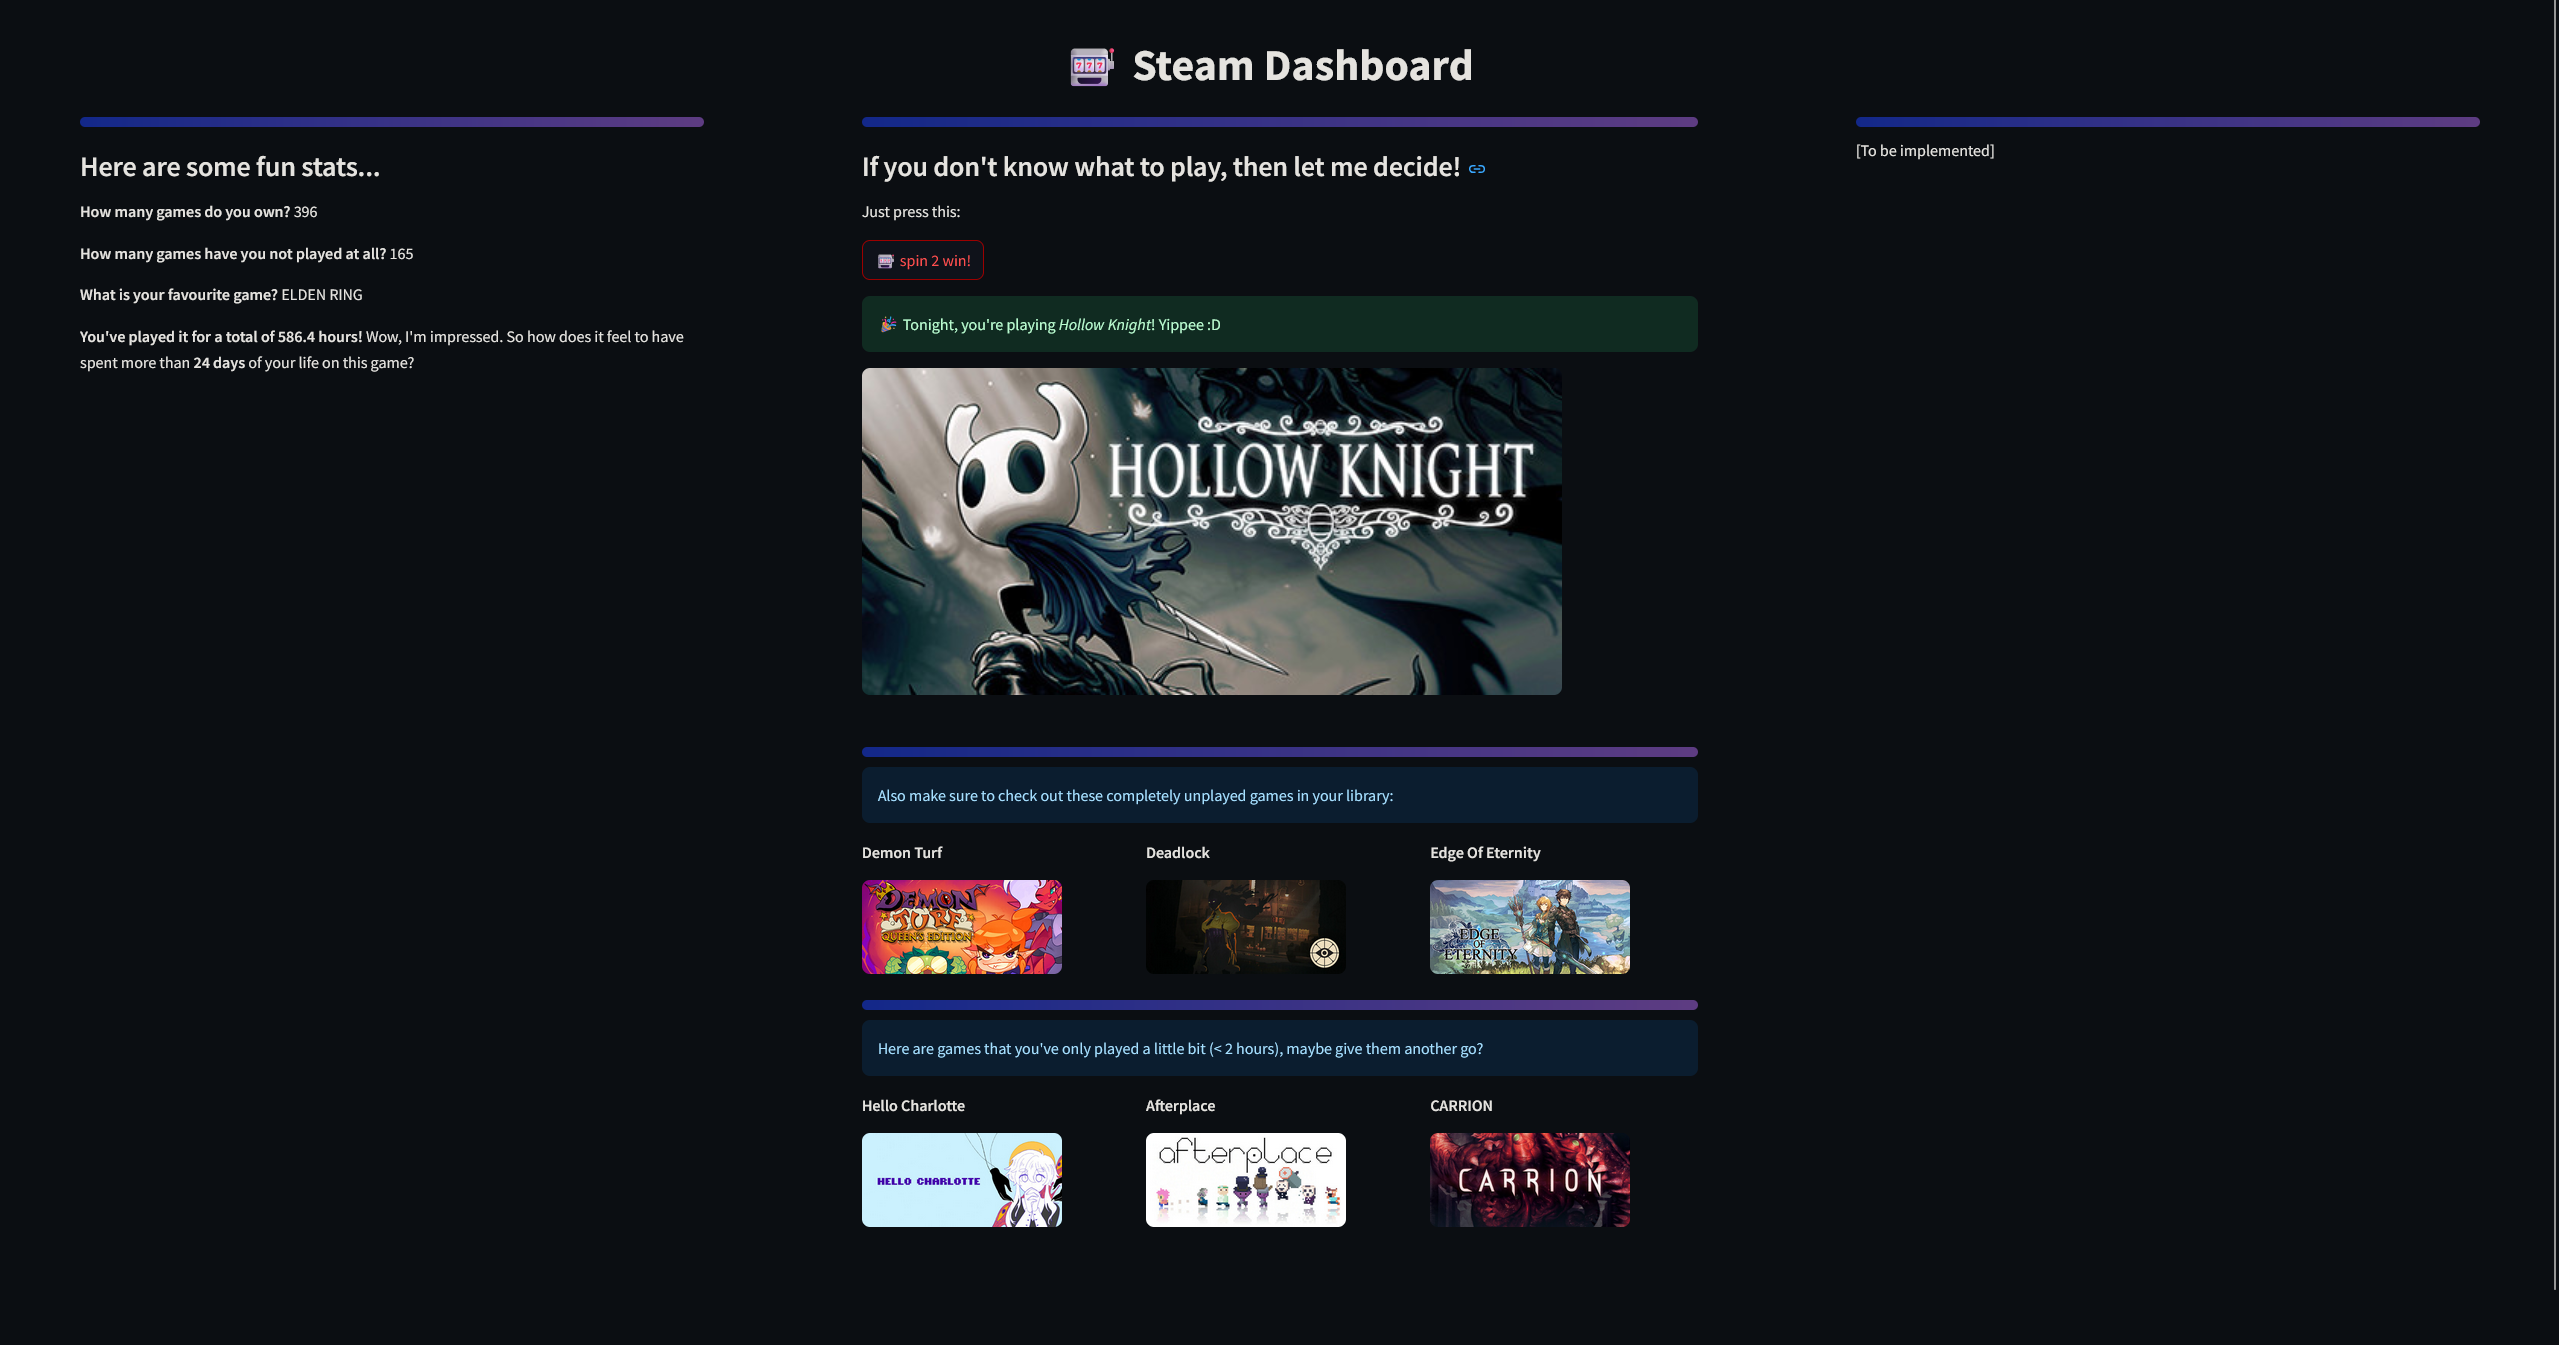 777
Steam Dashboard
Here are some fun stats...
How many games do you own? 396
How many games have you not played at all? 165
What is your favourite game? ELDEN RING
You've played it for a total of 586.4 hours! Wow, I'm impressed. So how does it feel to have
spent more than 24 days of your life on this game?
If you don't know what to play, then let me decide!
Just press this:
spin 2 win!
Tonight, you're playing Hollow Knight! Yippee :D
HOLLOW KNIGHT
Also make sure to check out these completely unplayed games in your library:
Demon Turf
Deadlock
Edge Of Eternity
DEMON
TURF
QUEEN'S EDITION
EDGE
OF
ETERNITY
Here are games that you've only played a little bit (< 2 hours), maybe give them another go?
Hello Charlotte
Afterplace
CARRION
HELLO CHARLOTTE
afterplace
CARRION
[To be implemented]